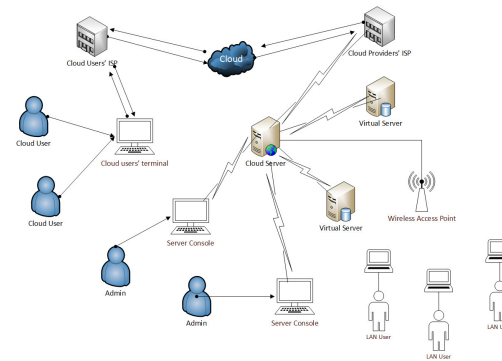 Cloud Users' ISP
Cloud
Cloud Providers' ISP
Virtual Server
Cloud User
Cloud users' terminal
Cloud Server
Cloud User
Wireless Access Point
Virtual Server
Server Console
Admin
Admin
Server Console
LAN User
LAN User
LAN U